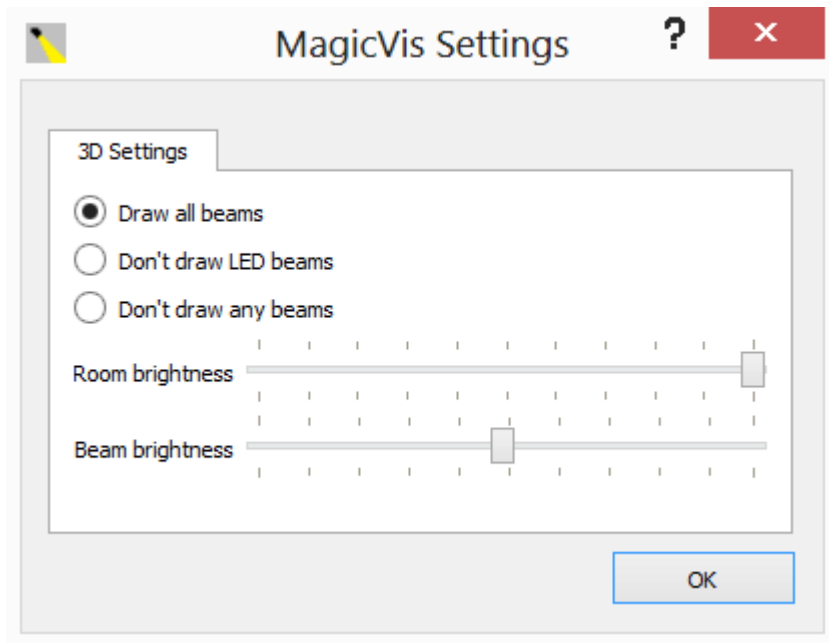 MagicVis Settings ?
3D Settings
Draw all beams
Don't draw LED beams
Don't draw any beams
Room brightness
Beam brightness
OK